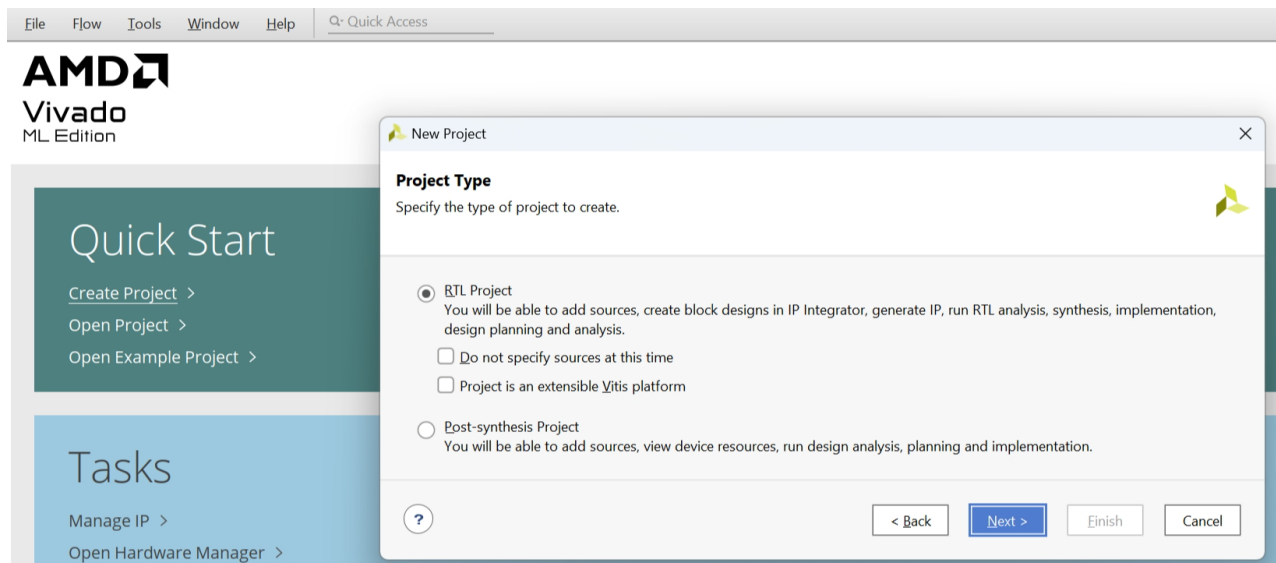 File Flow Tools Window Help Quick Access
AMD
Vivado
ML Edition
Quick Start
Create Project >
Open Project >
Open Example Project >
Tasks
Manage IP >
Open Hardware Manager >
New Project
Project Type
Specify the type of project to create.
RTL Project
You will be able to add sources, create block designs in IP Integrator, generate IP, run RTL analysis, synthesis, implementation,
design planning and analysis.
Do not specify sources at this time
Project is an extensible Vitis platform
Post-synthesis Project
You will be able to add sources, view device resources, run design analysis, planning and implementation.
? < Back Next > Finish Cancel